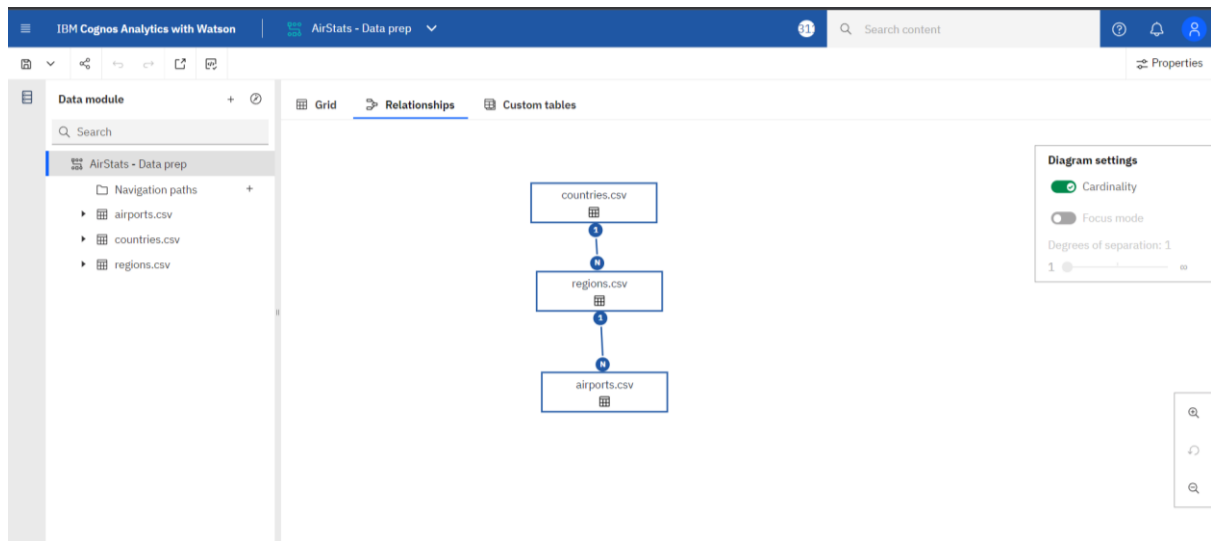 IBM Cognos Analytics with Watson
AirStats - Data prep
31
Search content
Properties
Data module
Search
AirStats - Data prep
Navigation paths
airports.csv
countries.csv
regions.csv
Grid
Relationships
Custom tables
countries.csv
1
N
regions.csv
1
N
airports.csv
Diagram settings
Cardinality
Focus mode
Degrees of separation: 1
1 ∞